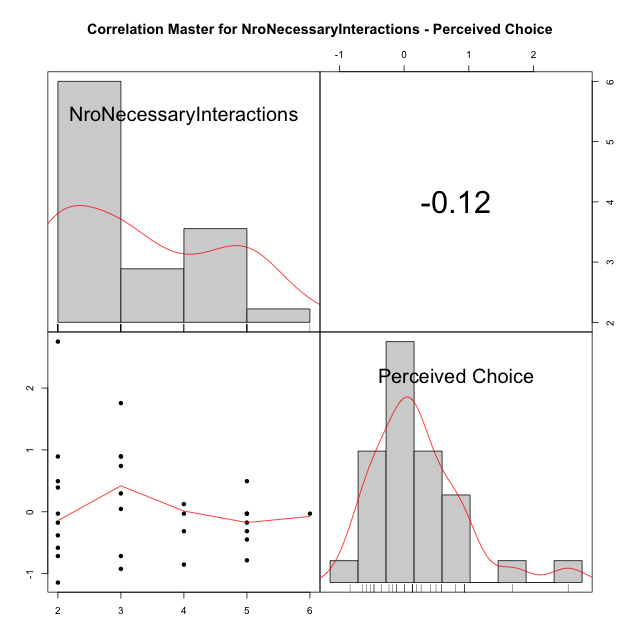 Correlation Master for NroNecessaryInteractions - Perceived Choice
-1 0 1 2
NroNecessaryInteractions
-0.12
6
5
4
3
2
Perceived Choice
2
1
0
-1
2 3 4 5 6